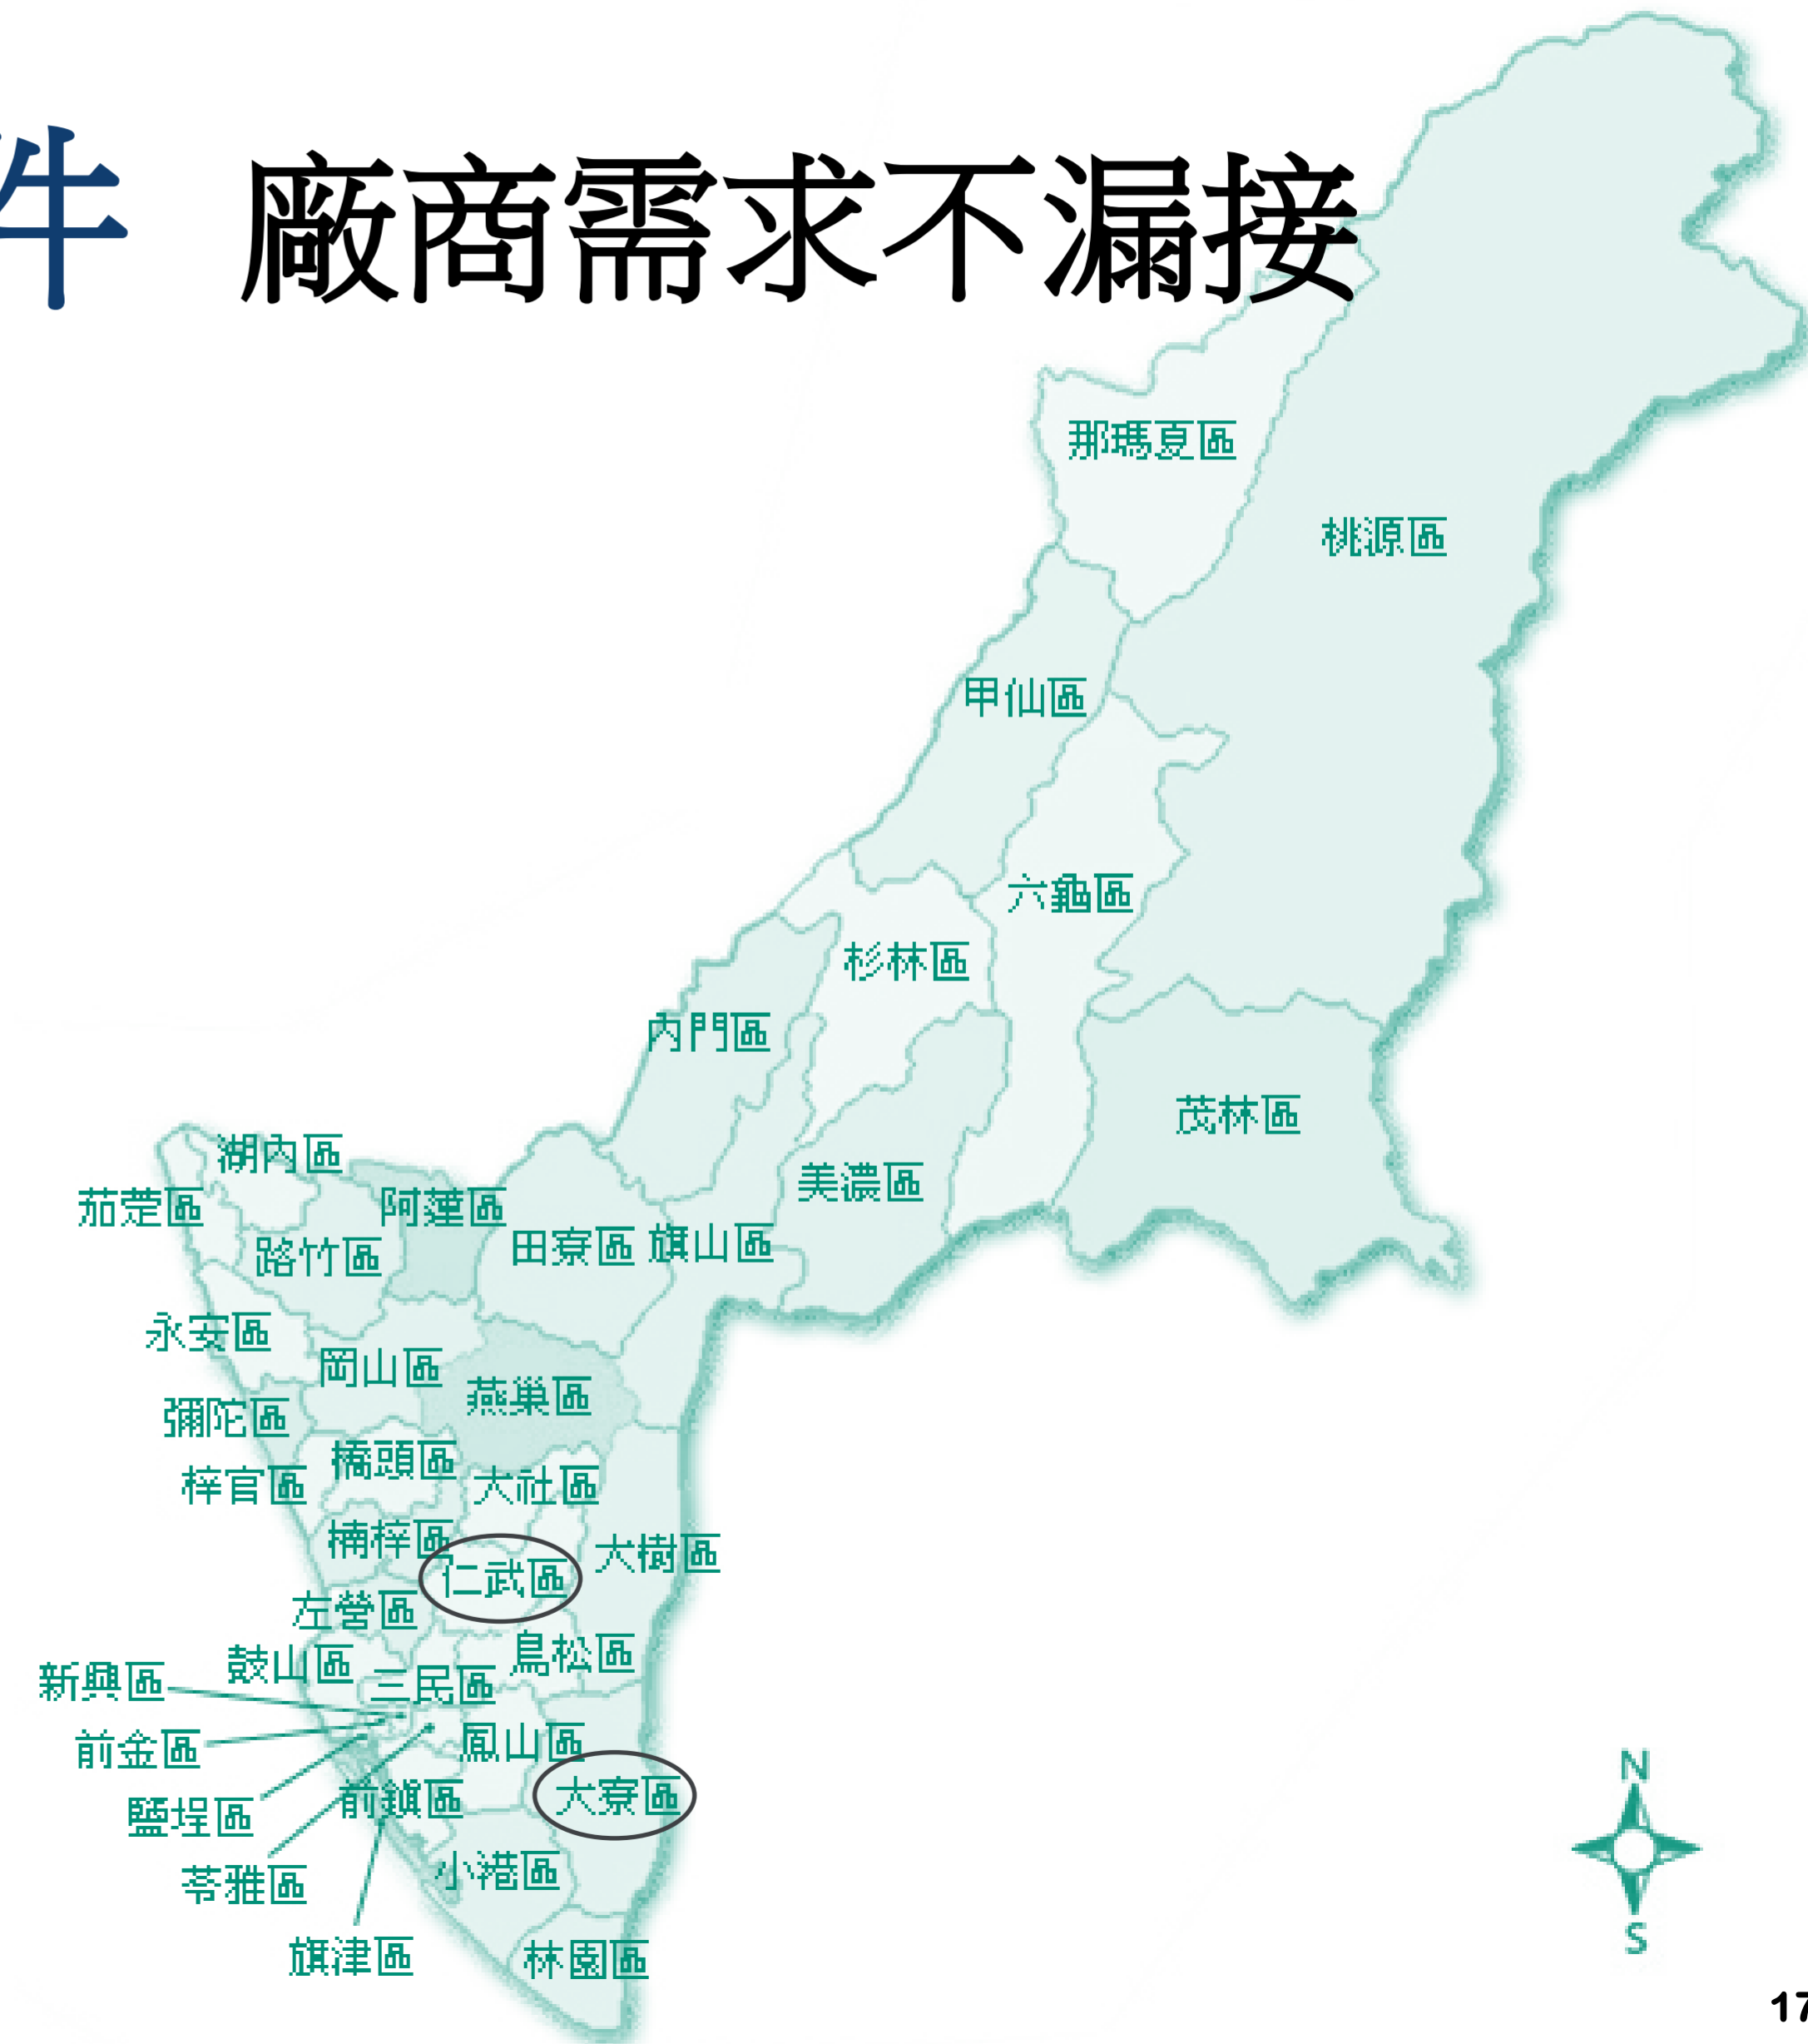 件 廠商需求不漏接
那瑪夏區
桃源區
甲仙區
六龜區
杉林區
內門區
茂林區
湖內區
美濃區
茄萣區
阿蓮區
路竹區
田寮區
旗山區
永安區
岡山區
燕巢區
彌陀區
橋頭區
梓官區
大社區
楠梓區
大樹區
仁武區
左營區
鳥松區
鼓山區
新興區
三民區
前金區
鳳山區
前鎮區
大寮區
鹽埕區
小港區
苓雅區
旗津區
林園區
N
S
17